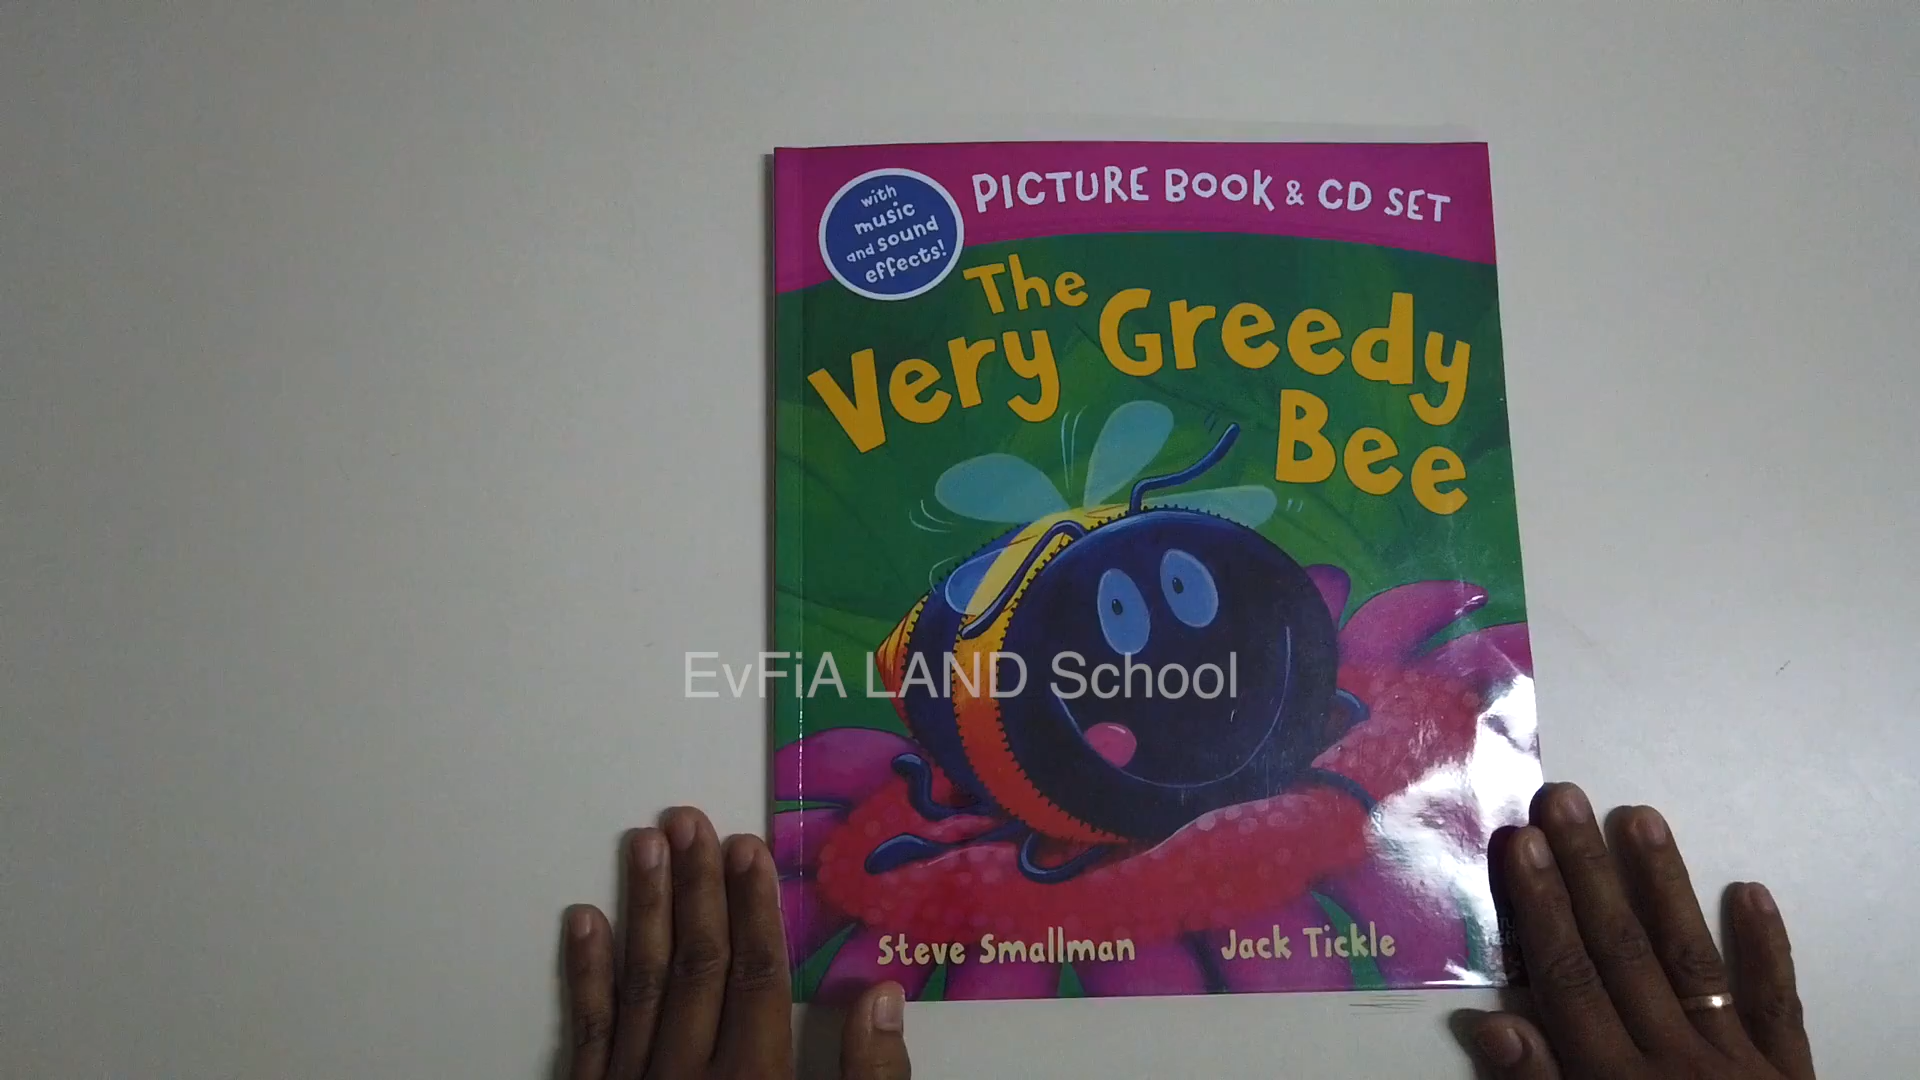 PICTURE BOOK & CD SET
with
music
and sound
effects!
The
Very Greedy
Bee
EvFiA LAND School
Steve Smallman
Jack Tickle